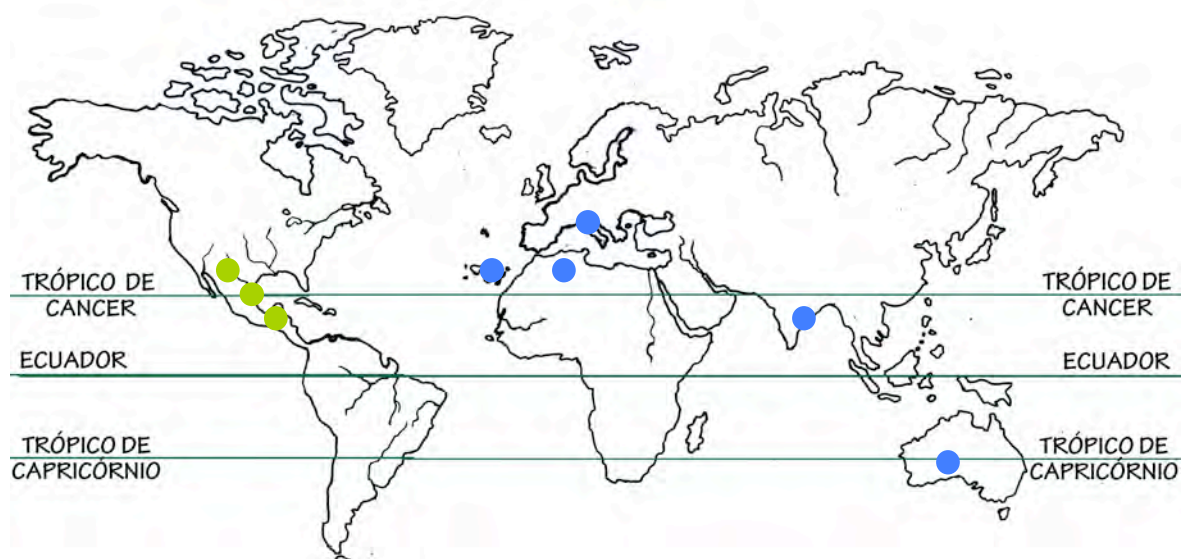 TRÓPICO DE
CANCER
TRÓPICO DE
CANCER
ECUADOR
ECUADOR
TRÓPICO DE
CAPRICÓRNIO
TRÓPICO DE
CAPRICÓRNIO